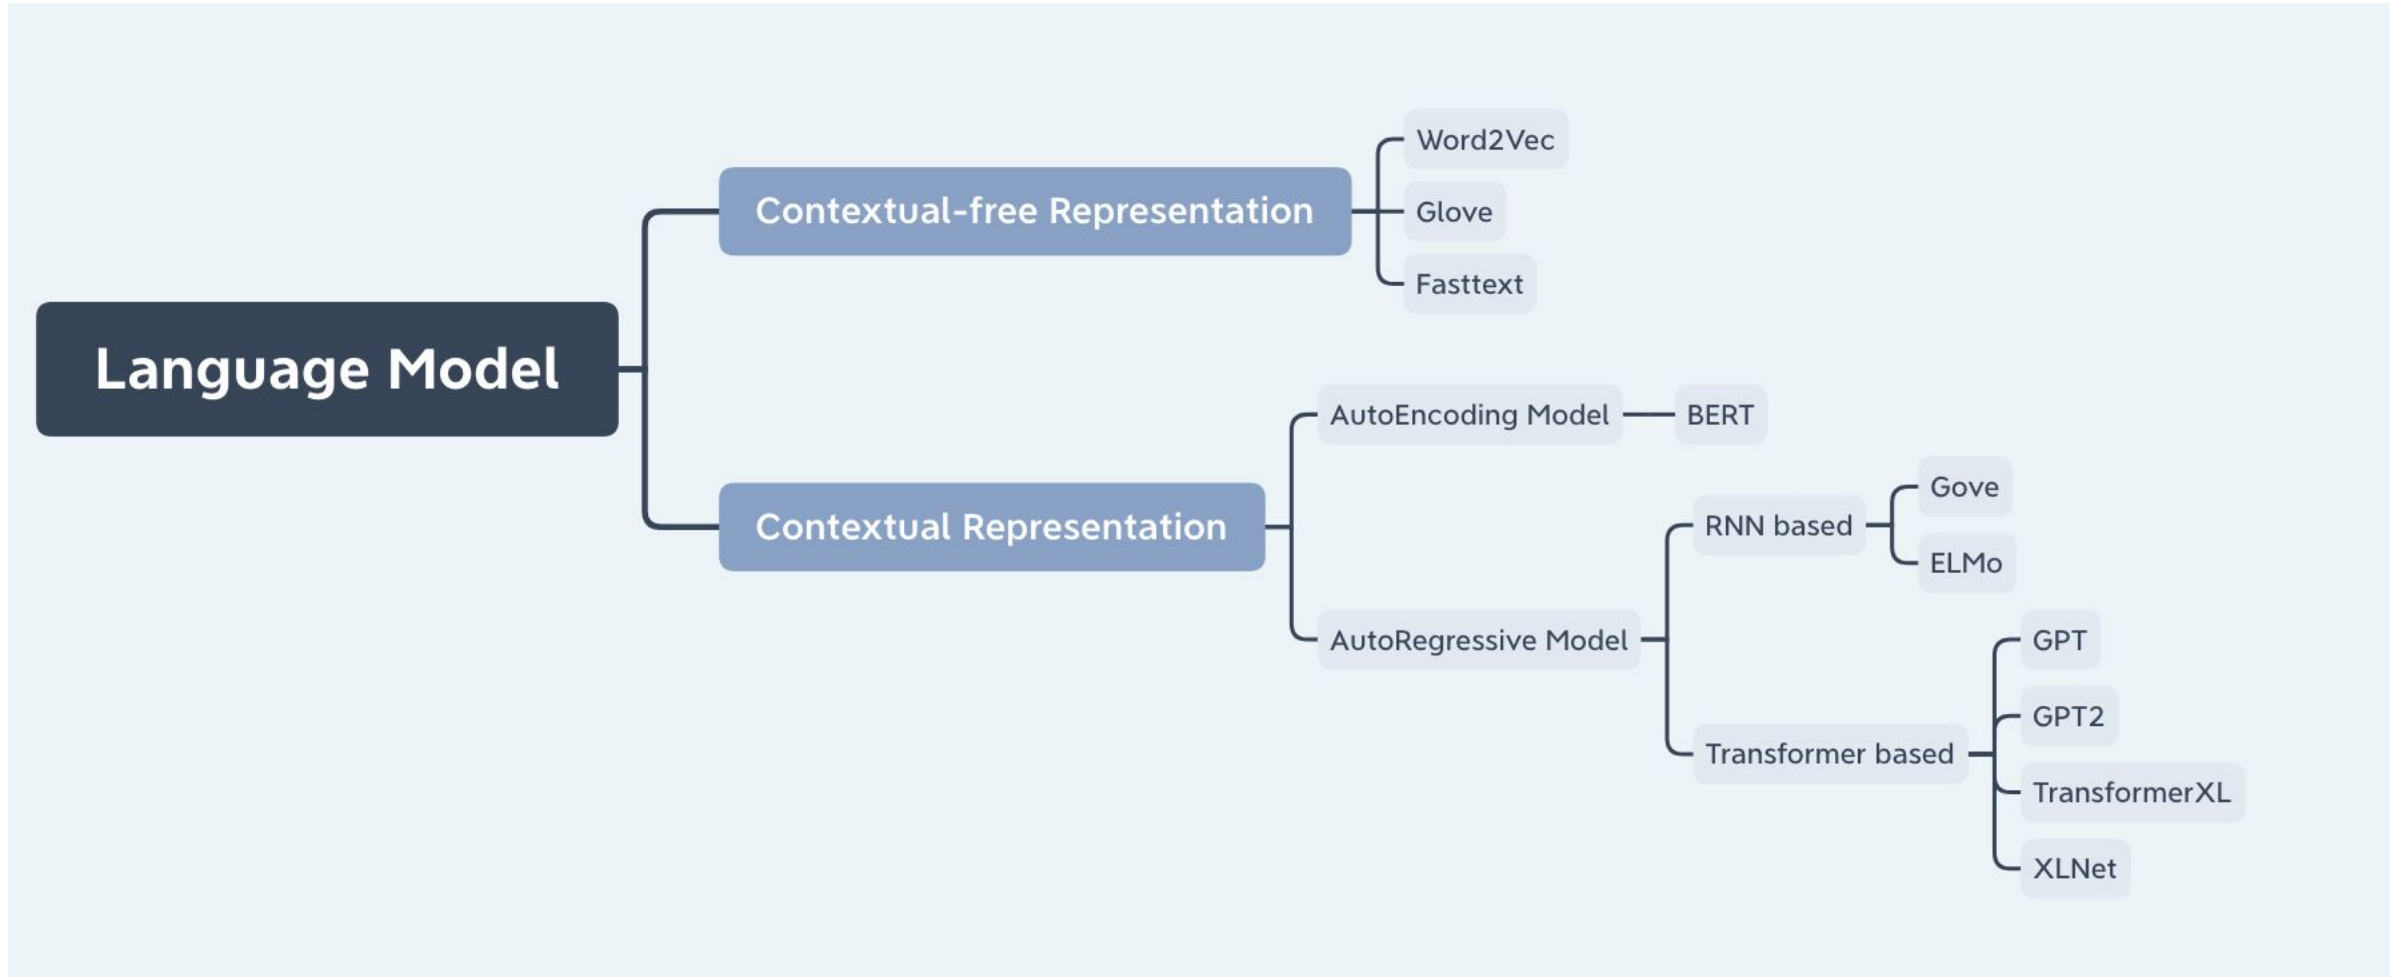 Language Model
Contextual-free Representation
Word2Vec
Glove
Fasttext
Contextual Representation
AutoEncoding Model
BERT
AutoRegressive Model
RNN based
Gove
ELMo
Transformer based
GPT
GPT2
TransformerXL
XLNet